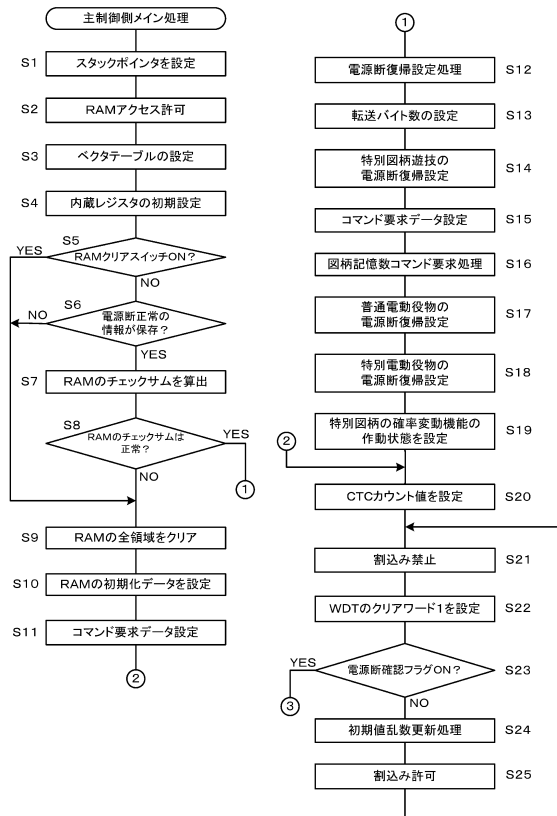 主制御側メイン処理
S1
スタックポインタを設定
S2
RAMアクセス許可
S3
ベクタテーブルの設定
S4
内蔵レジスタの初期設定
S5
RAMクリアスイッチON？
YES
NO
S6
電源断正常の
情報が保存？
NO
YES
S7
RAMのチェックサムを算出
S8
RAMのチェックサムは
正常？
YES
①
NO
S9
RAMの全領域をクリア
S10
RAMの初期化データを設定
S11
コマンド要求データ設定
②
①
電源断復帰設定処理
S12
転送バイト数の設定
S13
特別図柄遊技の
電源断復帰設定
S14
コマンド要求データ設定
S15
図柄記憶数コマンド要求処理
S16
普通電動役物の
電源断復帰設定
S17
特別電動役物の
電源断復帰設定
S18
特別図柄の確率変動機能の
作動状態を設定
S19
②
CTCカウント値を設定
S20
割込み禁止
S21
WDTのクリアワード1を設定
S22
電源断確認フラグON？
S23
YES
③
NO
初期値乱数更新処理
S24
割込み許可
S25